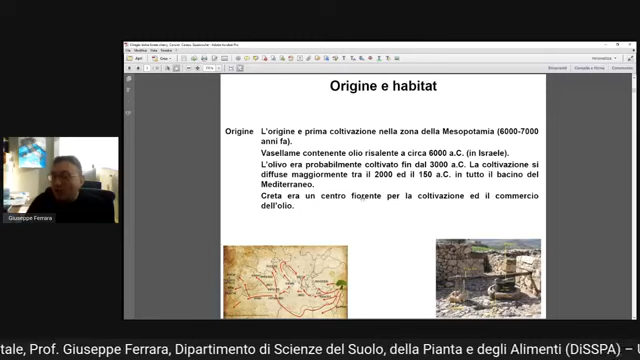 Origine e habitat
Origine L'origine e prima coltivazione nella zona della Mesopotamia (6000-7000
anni fa)
Vasellame contenente olio risalente a circa 6000 a.C. (in Israele).
L'olivo era probabilmente coltivato fin dal 3000 a.C. La coltivazione si
diffuse maggiormente tra il 2000 ed il 150 a.C. in tutto il bacino del
Mediterraneo.
Creta era un centro fiorente per la coltivazione ed il commercio
dell'olio.
Giuseppe Ferrara
tale, Prof. Giuseppe Ferrara, Dipartimento di Scienze del Suolo, della Pianta e degli Alimenti (DiSSPA) – U